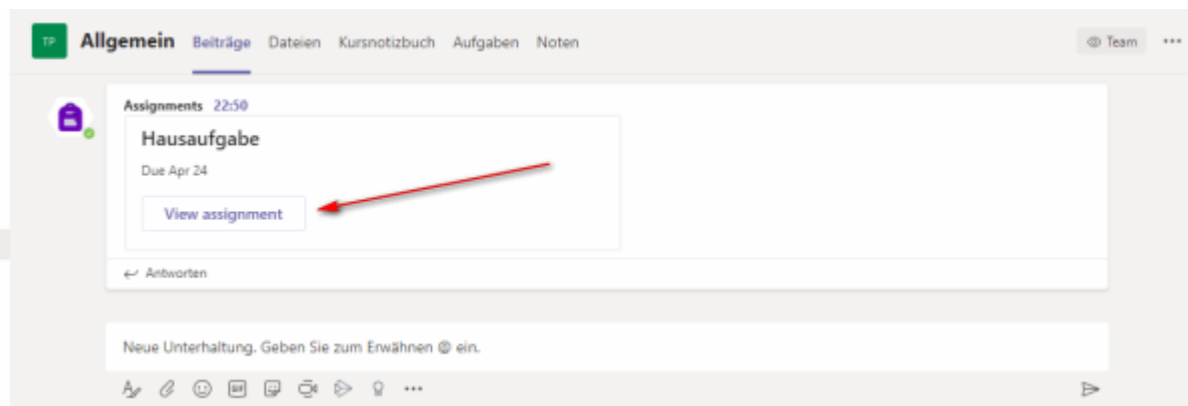 TP Allgemein Beiträge Dateien Kursnotizbuch Aufgaben Noten Team
Assignments 22:50
Hausaufgabe
Due Apr 24
View assignment
Antworten
Neue Unterhaltung. Geben Sie zum Erwähnen @ ein.
GIF